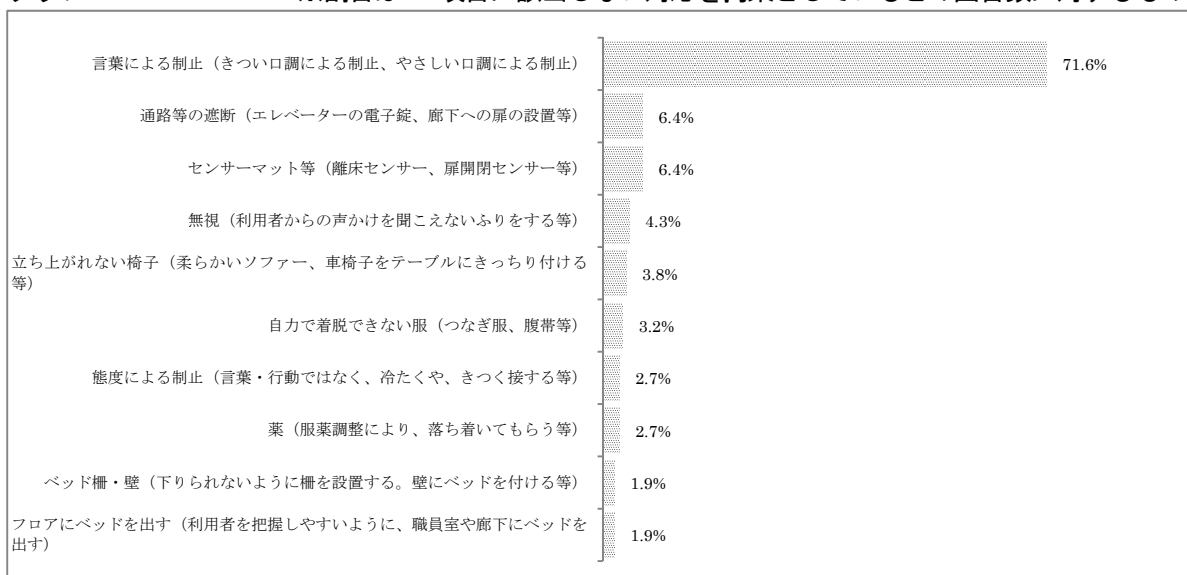 言葉による制止（きつい口調による制止、やさしい口調による制止）
71.6%
通路等の遮断（エレベーターの電子錠、廊下への扉の設置等）
6.4%
センサーマット等（離床センサー、扉開閉センサー等）
6.4%
無視（利用者からの声かけを聞こえないふりをする等）
4.3%
立ち上がれない椅子（柔らかいソファー、車椅子をテーブルにきっちり付ける
等）
3.8%
自力で着脱できない服（つなぎ服、腹帯等）
3.2%
態度による制止（言葉・行動ではなく、冷たくや、きつく接する等）
2.7%
薬（服薬調整により、落ち着いてもらう等）
2.7%
ベッド柵・壁（下りられないように柵を設置する。壁にベッドを付ける等）
1.9%
フロアにベッドを出す（利用者を把握しやすいように、職員室や廊下にベッドを
出す）
1.9%